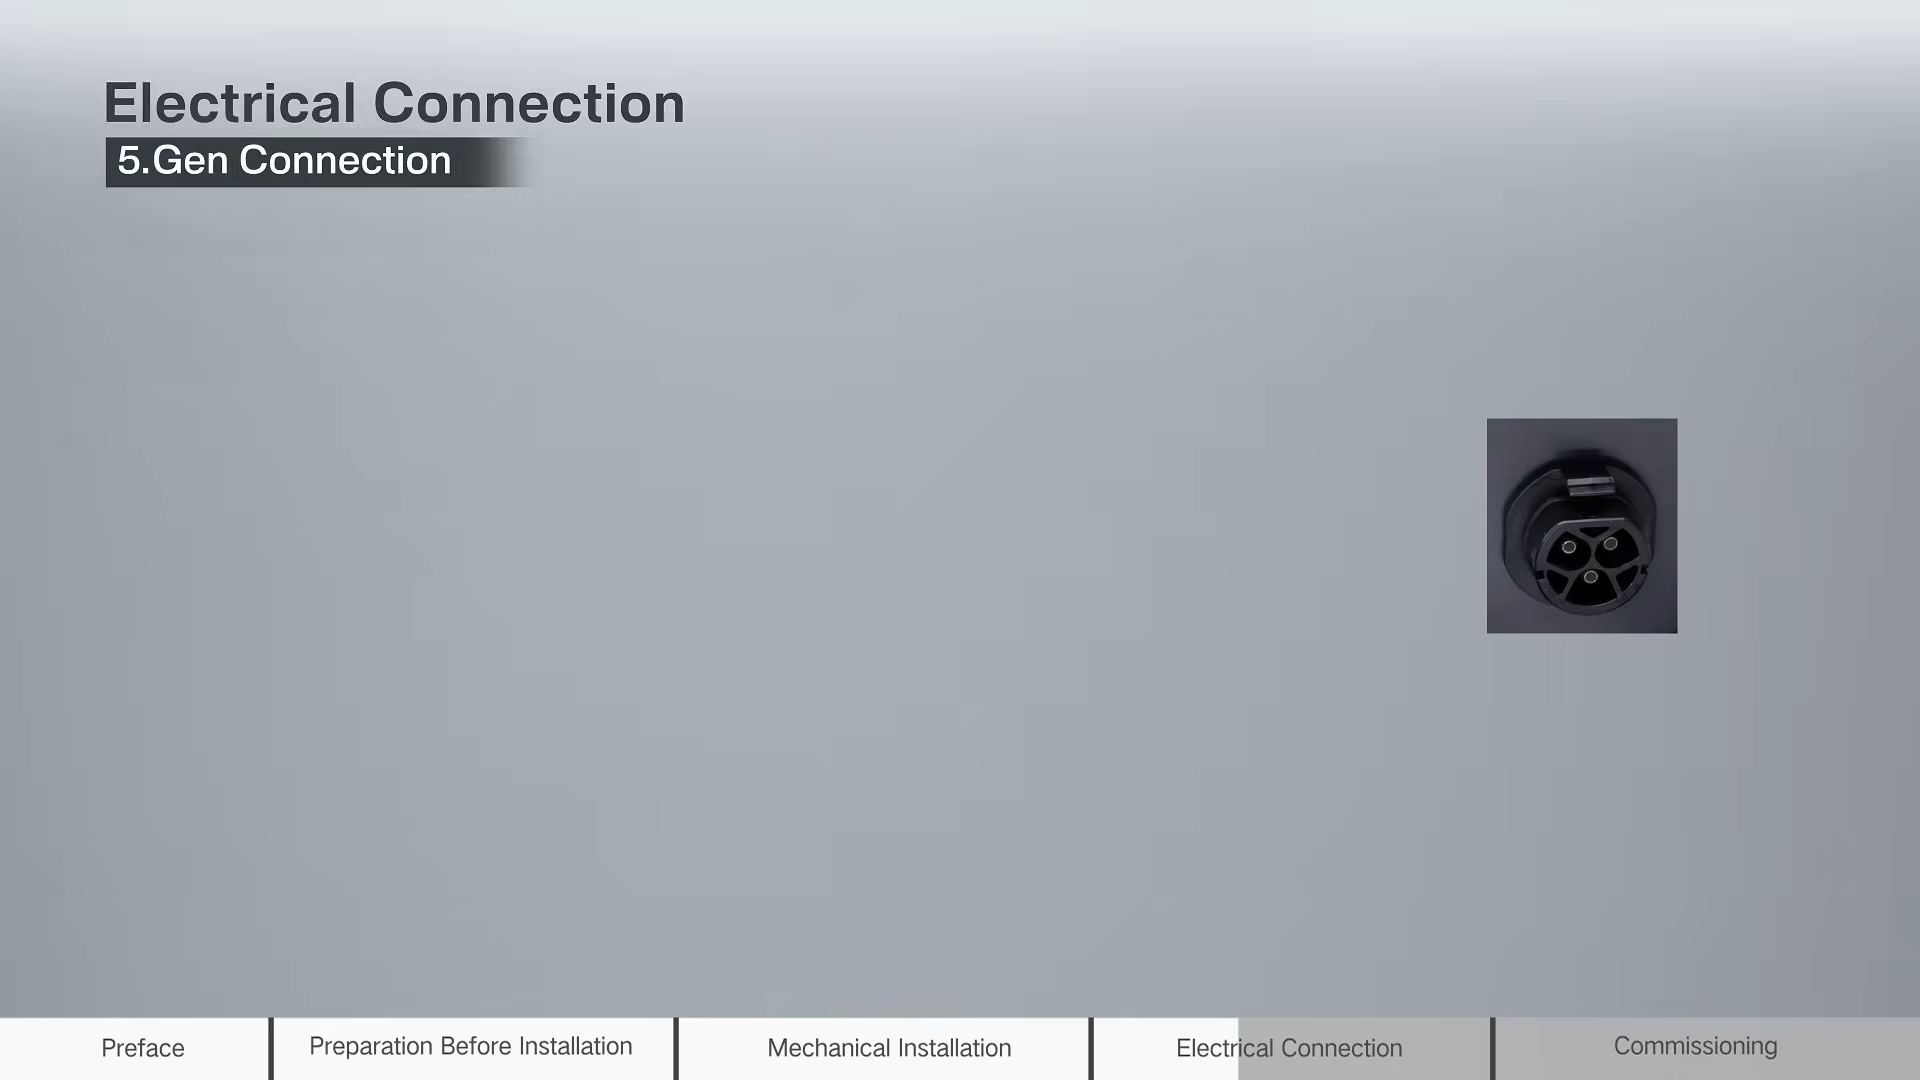 Electrical Connection
5.Gen Connection
Preface
Preparation Before Installation
Mechanical Installation
Electrical Connection
Commissioning